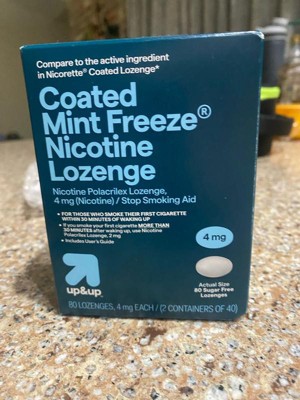 Compare to the active ingredient
in Nicorette® Coated Lozenge*
Coated
Mint Freeze®
Nicotine
Lozenge
Nicotine Polacrilex Lozenge,
4 mg (Nicotine) / Stop Smoking Aid
• FOR THOSE WHO SMOKE THEIR FIRST CIGARETTE
WITHIN 30 MINUTES OF WAKING UP
• If you smoke your first cigarette MORE THAN
30 MINUTES after waking up, use Nicotine
Polacrilex Lozenge, 2 mg
• Includes User's Guide
4 mg
up&up
Actual Size
80 Sugar Free
Lozenges
80 LOZENGES, 4 mg EACH / (2 CONTAINERS OF 40)